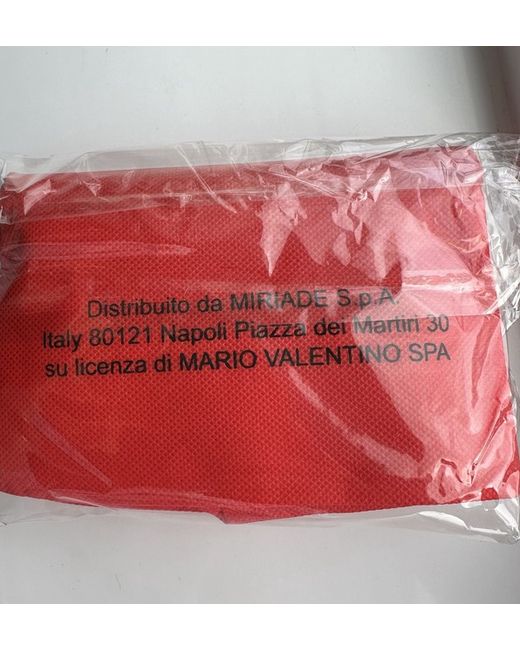 Distribuito da MIRIADE S.p.A.
Italy 80121 Napoli Piazza dei Martiri 30
su licenza di MARIO VALENTINO SPA